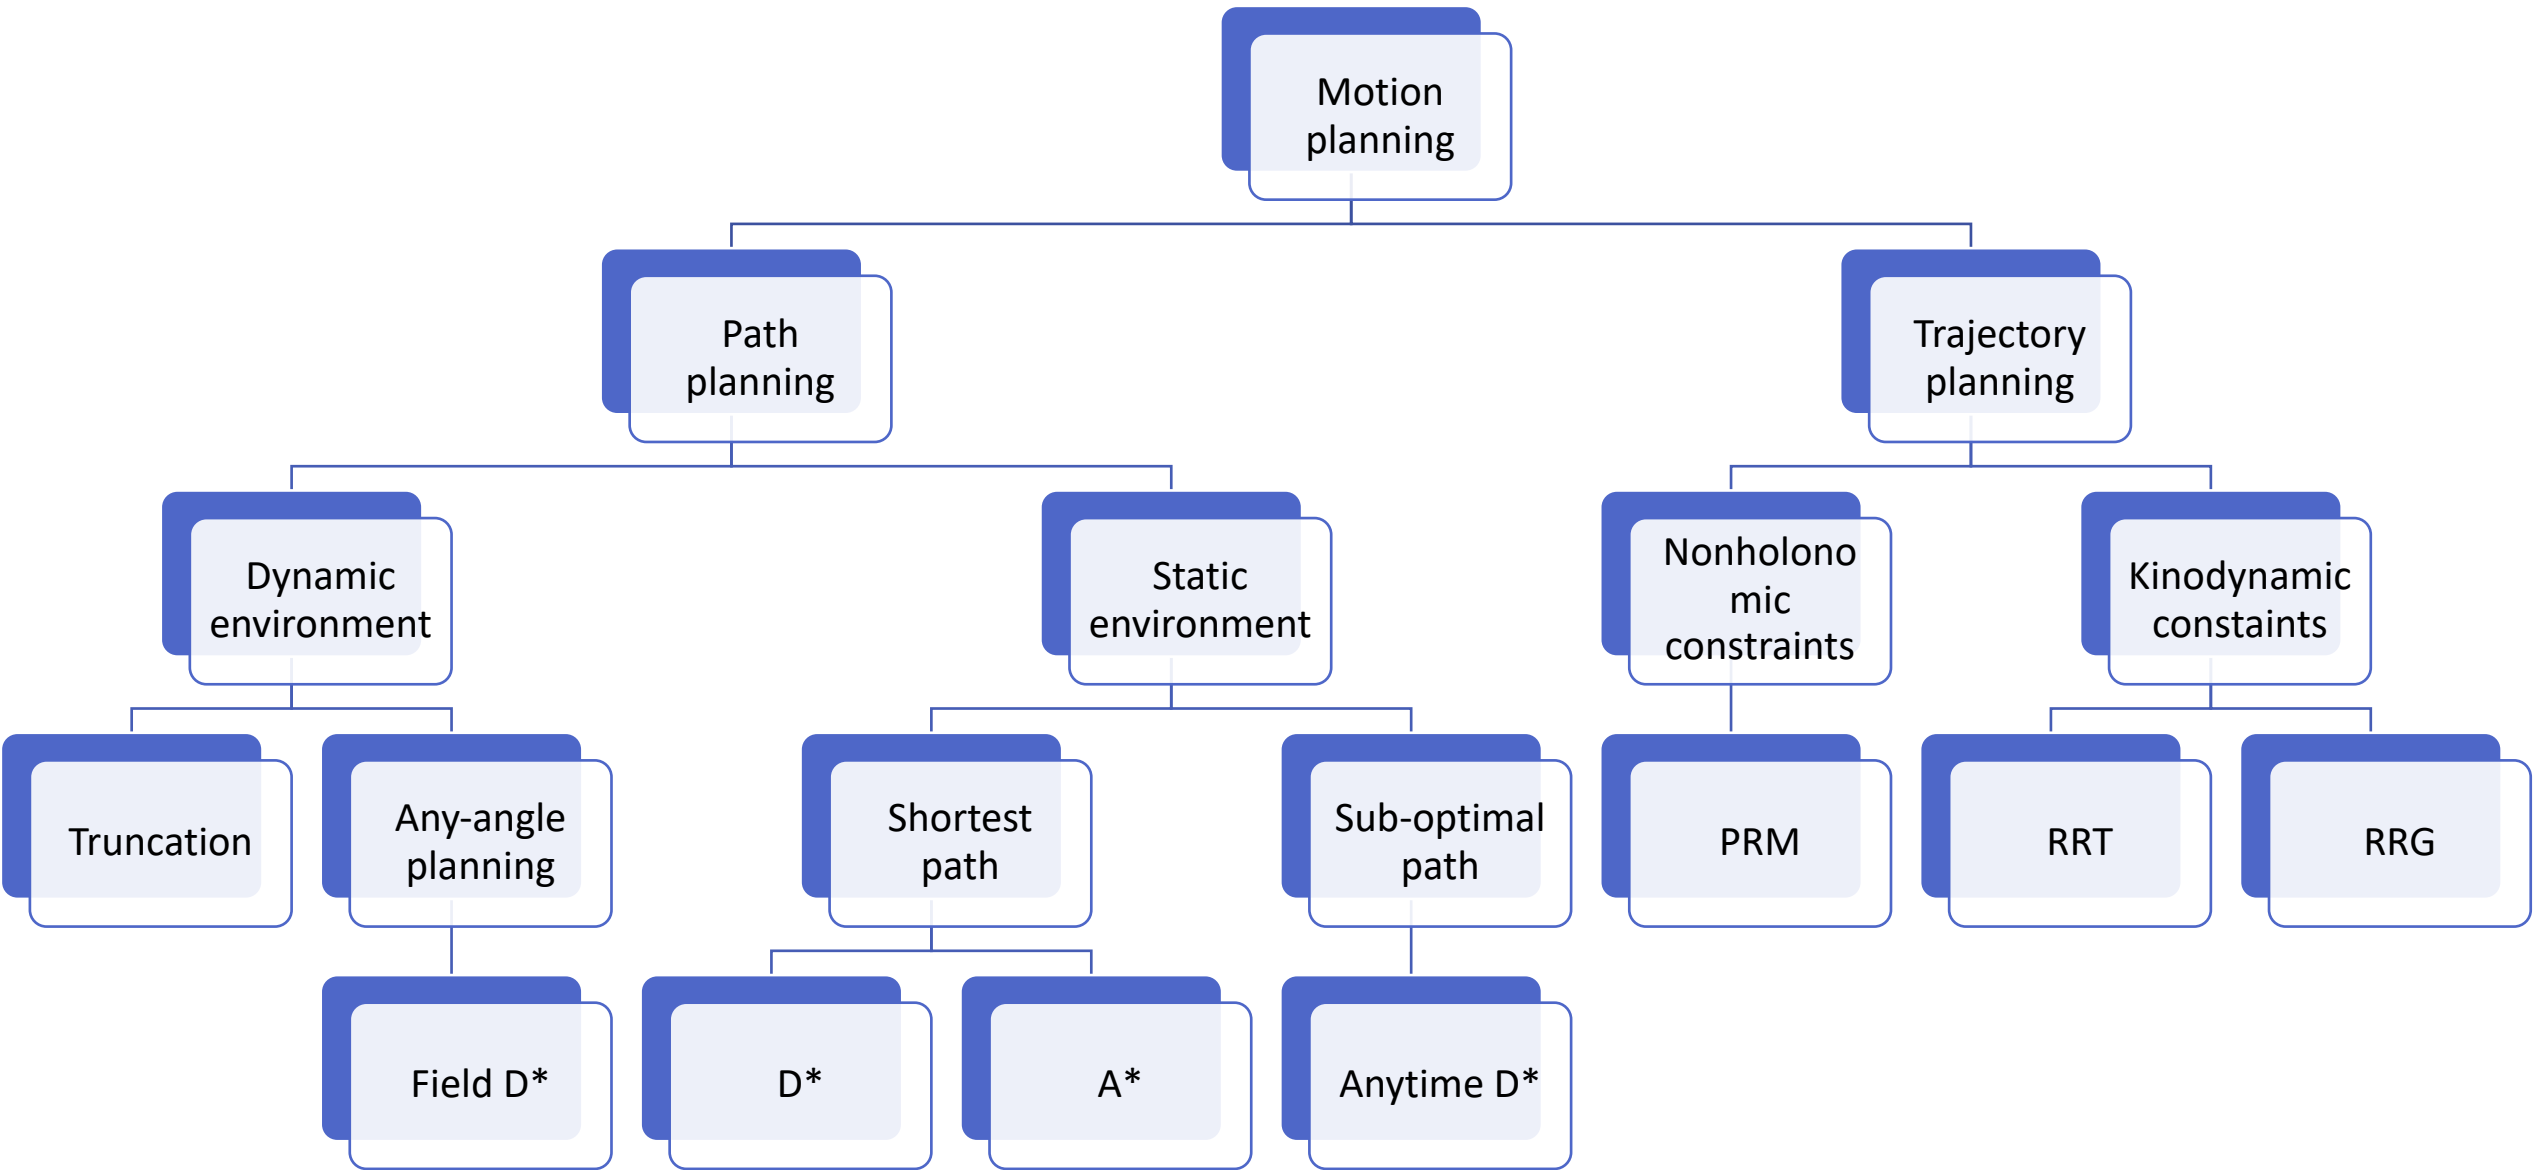 Motion
planning
Path
planning
Trajectory
planning
Dynamic
environment
Static
environment
Nonholono
mic
constraints
Kinodynamic
constaints
Truncation
Any-angle
planning
Shortest
path
Sub-optimal
path
PRM
RRT
RRG
Field D*
D*
A*
Anytime D*